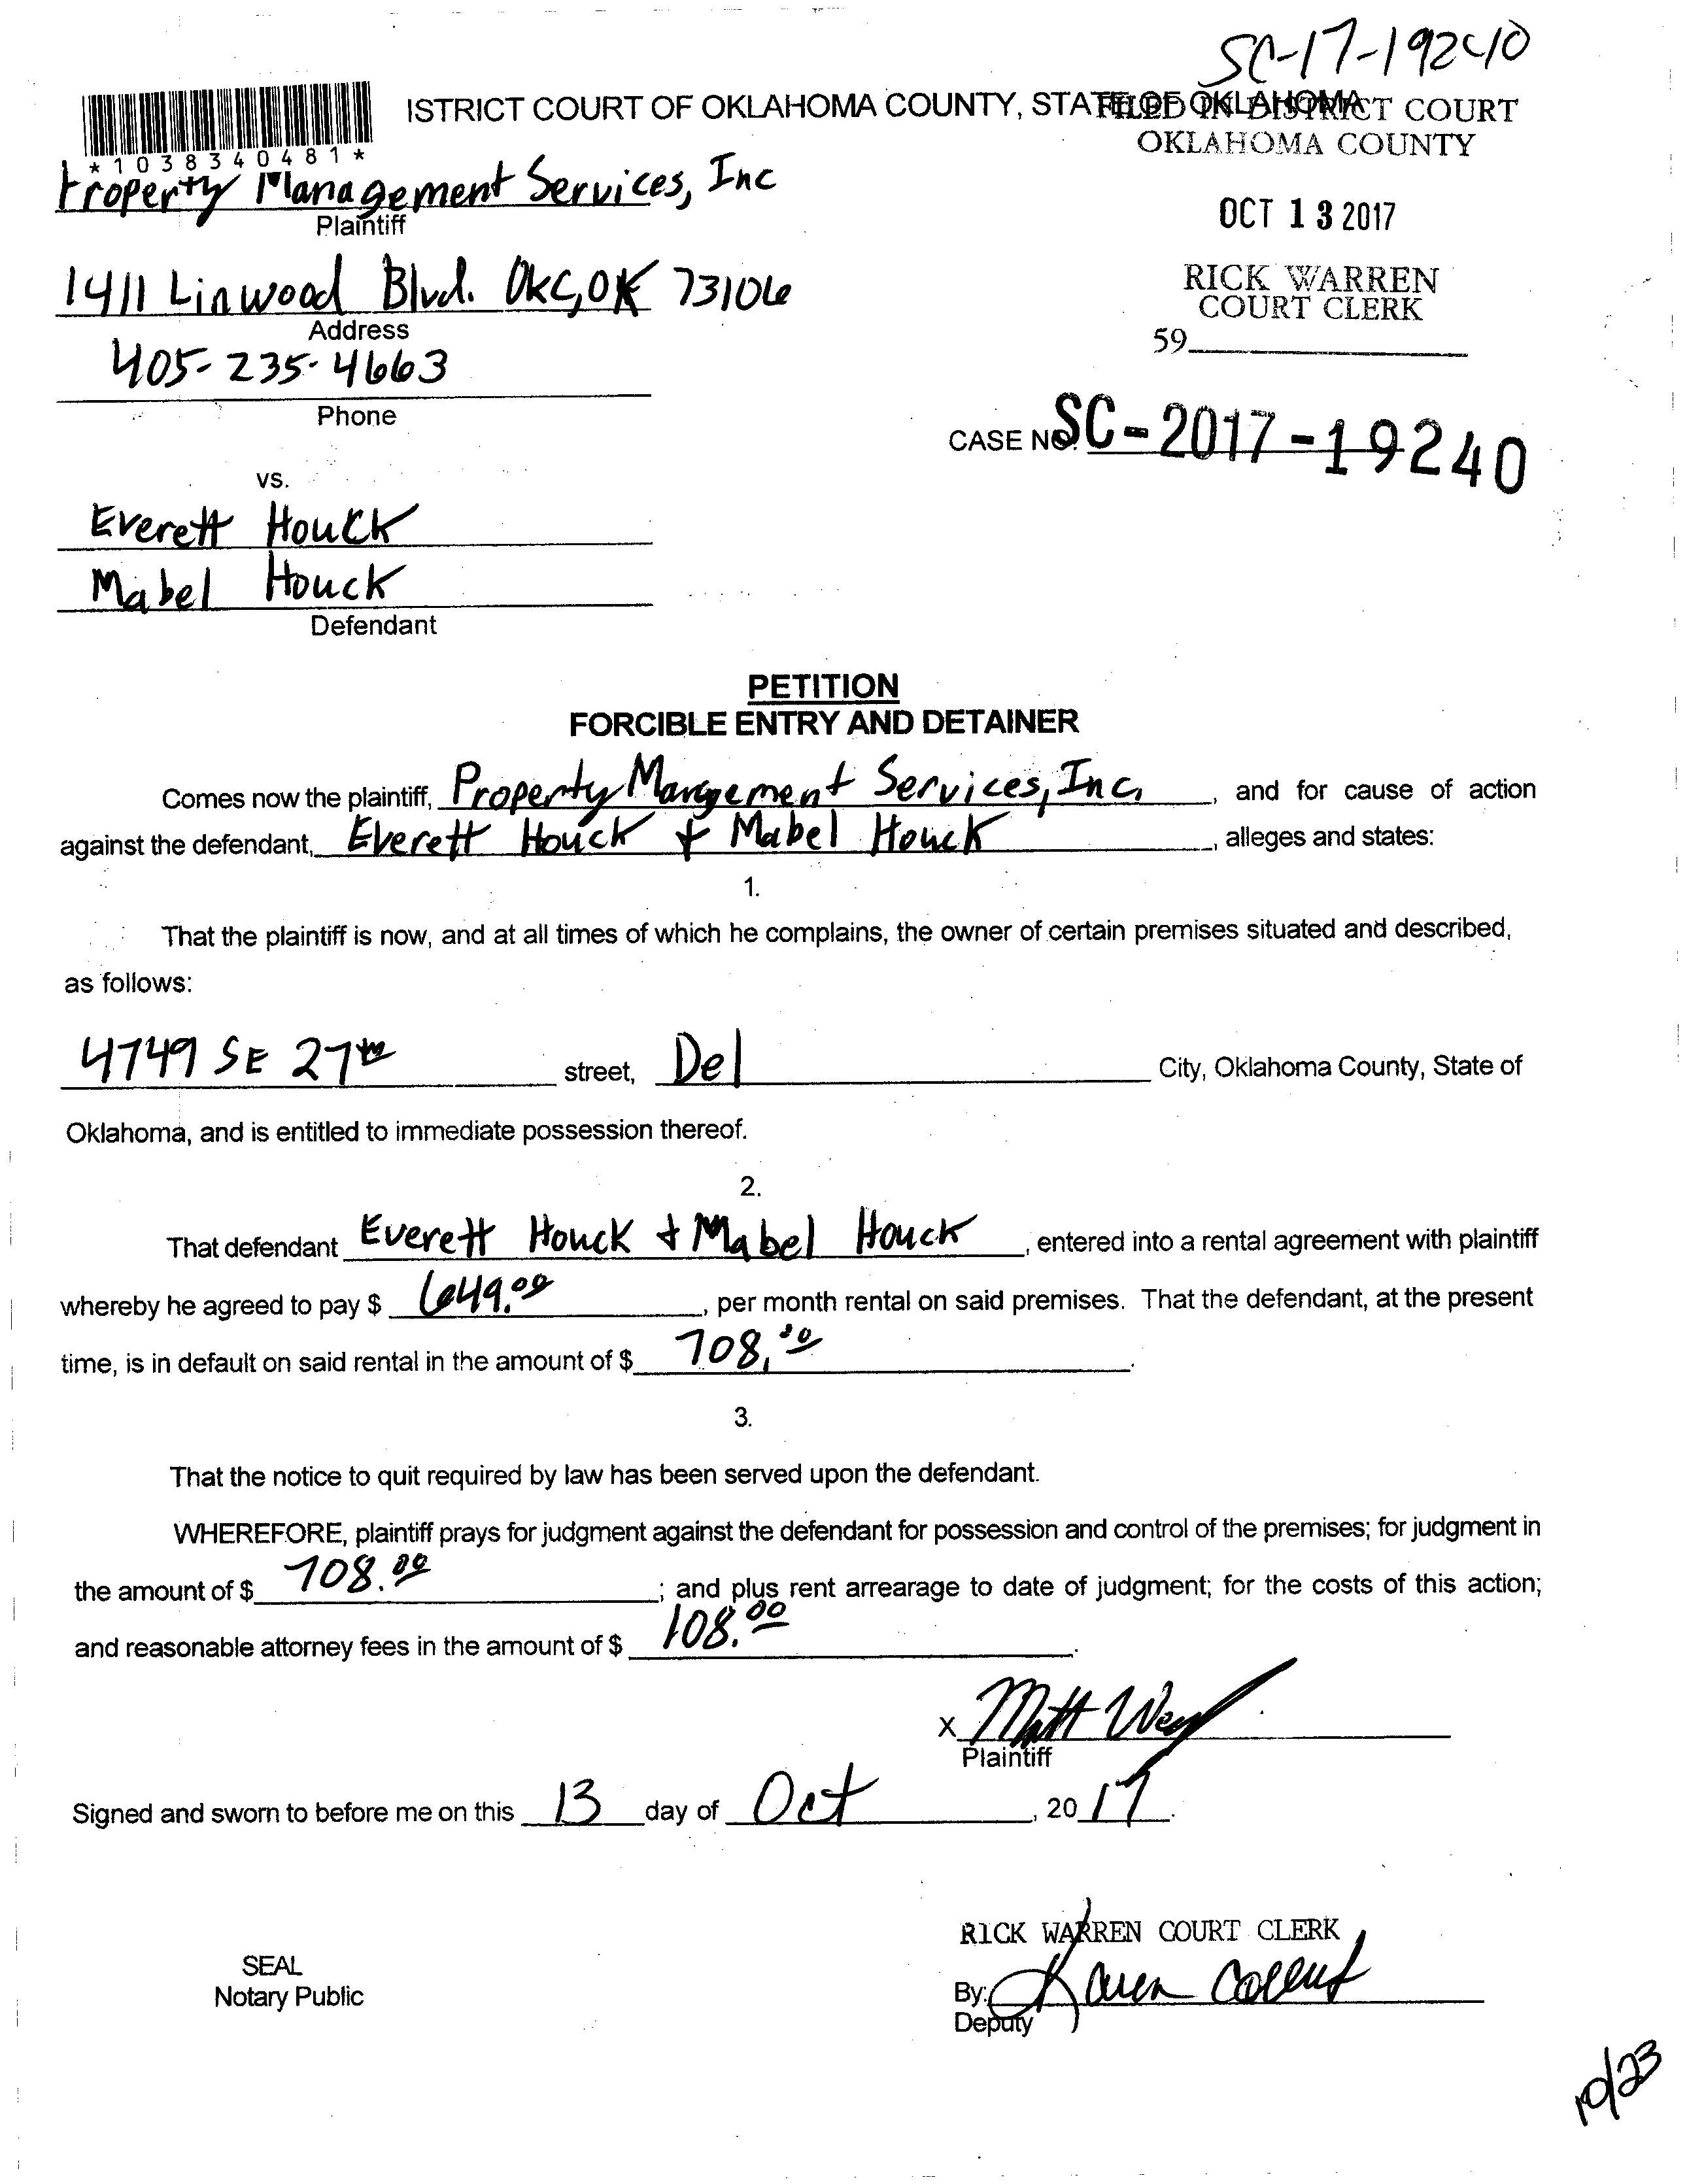 SC-17-19240
ISTRICT COURT OF OKLAHOMA COUNTY, STATE OF OKLAHOMA
FILED IN DISTRICT COURT
OKLAHOMA COUNTY
*1038340481*
Property Management Services, Inc
Plaintiff
OCT 13 2017
1411 Linwood Blvd. OKC, OK 73106
Address
RICK WARREN
COURT CLERK
59
405-235-4663
Phone
CASE NO. SC-2017-19240
vs.
Everett Houck
Mabel Houck
Defendant
PETITION
FORCIBLE ENTRY AND DETAINER
Comes now the plaintiff, Property Management Services, Inc, , and for cause of action
against the defendant, Everett Houck + Mabel Houck , alleges and states:
1.
That the plaintiff is now, and at all times of which he complains, the owner of certain premises situated and described,
as follows:
4749 SE 27th street, Del City, Oklahoma County, State of
Oklahoma, and is entitled to immediate possession thereof.
2.
That defendant Everett Houck + Mabel Houck , entered into a rental agreement with plaintiff
whereby he agreed to pay $ 649.00 , per month rental on said premises. That the defendant, at the present
time, is in default on said rental in the amount of $ 708.00 .
3.
That the notice to quit required by law has been served upon the defendant.
WHEREFORE, plaintiff prays for judgment against the defendant for possession and control of the premises; for judgment in
the amount of $ 708.00 ; and plus rent arrearage to date of judgment; for the costs of this action;
and reasonable attorney fees in the amount of $ 108.00 .
X Matt
Plaintiff
Signed and sworn to before me on this 13 day of Oct , 20 17 .
RICK WARREN COURT CLERK
SEAL
Notary Public
By: Karen
Deputy
10/23